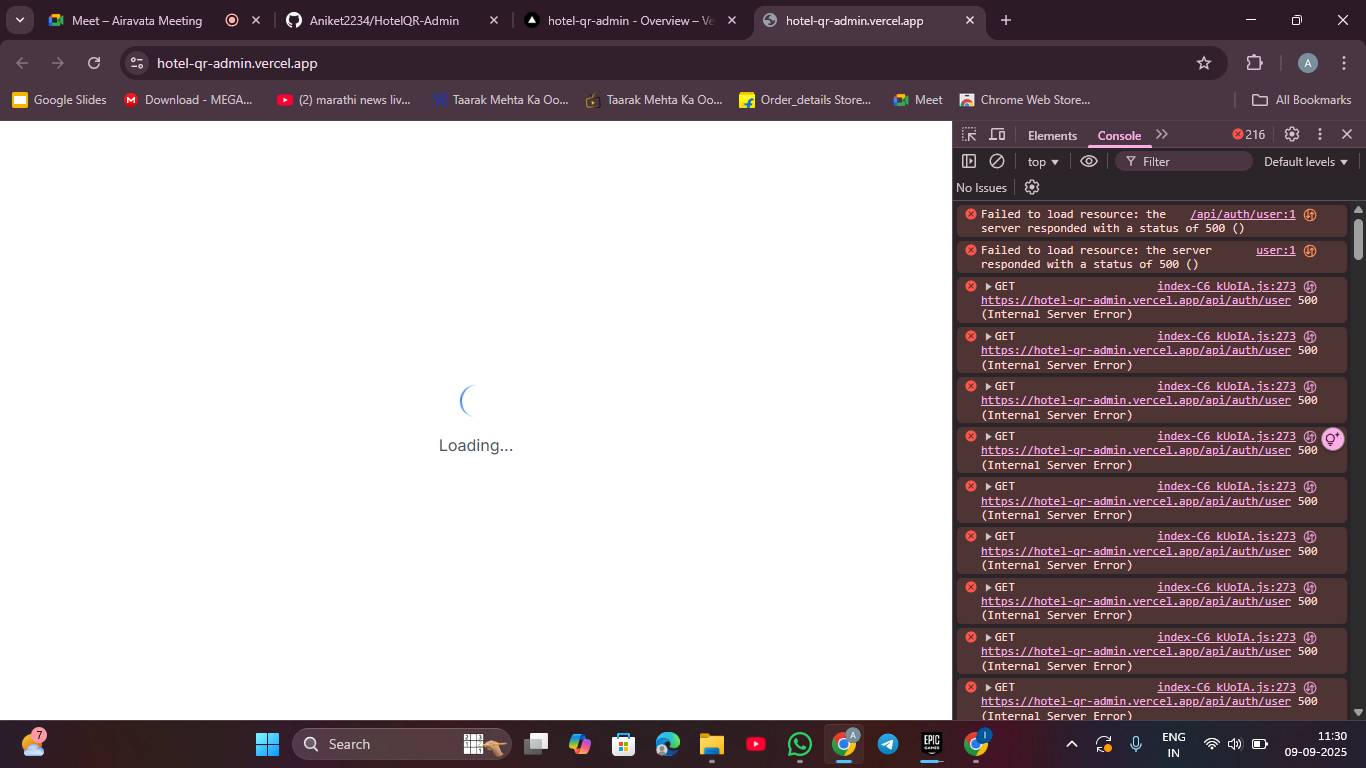 Meet – Airavata Meeting
Aniket2234/HotelQR-Admin
hotel-qr-admin - Overview – Ve
hotel-qr-admin.vercel.app
hotel-qr-admin.vercel.app
A
Google Slides
Download - MEGA...
(2) marathi news liv...
Taarak Mehta Ka Oo...
Taarak Mehta Ka Oo...
Order_details Store...
Meet
Chrome Web Store...
All Bookmarks
Elements
Console
216
top
Filter
Default levels
No Issues
Failed to load resource: the /api/auth/user:1
server responded with a status of 500 ()
Failed to load resource: the server user:1
responded with a status of 500 ()
GET index-C6_kUoIA.js:273
https://hotel-qr-admin.vercel.app/api/auth/user 500
(Internal Server Error)
GET index-C6_kUoIA.js:273
https://hotel-qr-admin.vercel.app/api/auth/user 500
(Internal Server Error)
GET index-C6_kUoIA.js:273
https://hotel-qr-admin.vercel.app/api/auth/user 500
(Internal Server Error)
GET index-C6_kUoIA.js:273
https://hotel-qr-admin.vercel.app/api/auth/user 500
(Internal Server Error)
GET index-C6_kUoIA.js:273
https://hotel-qr-admin.vercel.app/api/auth/user 500
(Internal Server Error)
GET index-C6_kUoIA.js:273
https://hotel-qr-admin.vercel.app/api/auth/user 500
(Internal Server Error)
GET index-C6_kUoIA.js:273
https://hotel-qr-admin.vercel.app/api/auth/user 500
(Internal Server Error)
GET index-C6_kUoIA.js:273
https://hotel-qr-admin.vercel.app/api/auth/user 500
(Internal Server Error)
GET index-C6_kUoIA.js:273
https://hotel-qr-admin.vercel.app/api/auth/user 500
(Internal Server Error)
Loading...
7
Search
A
EPIC
GAMES
I
ENG
IN
11:30
09-09-2025